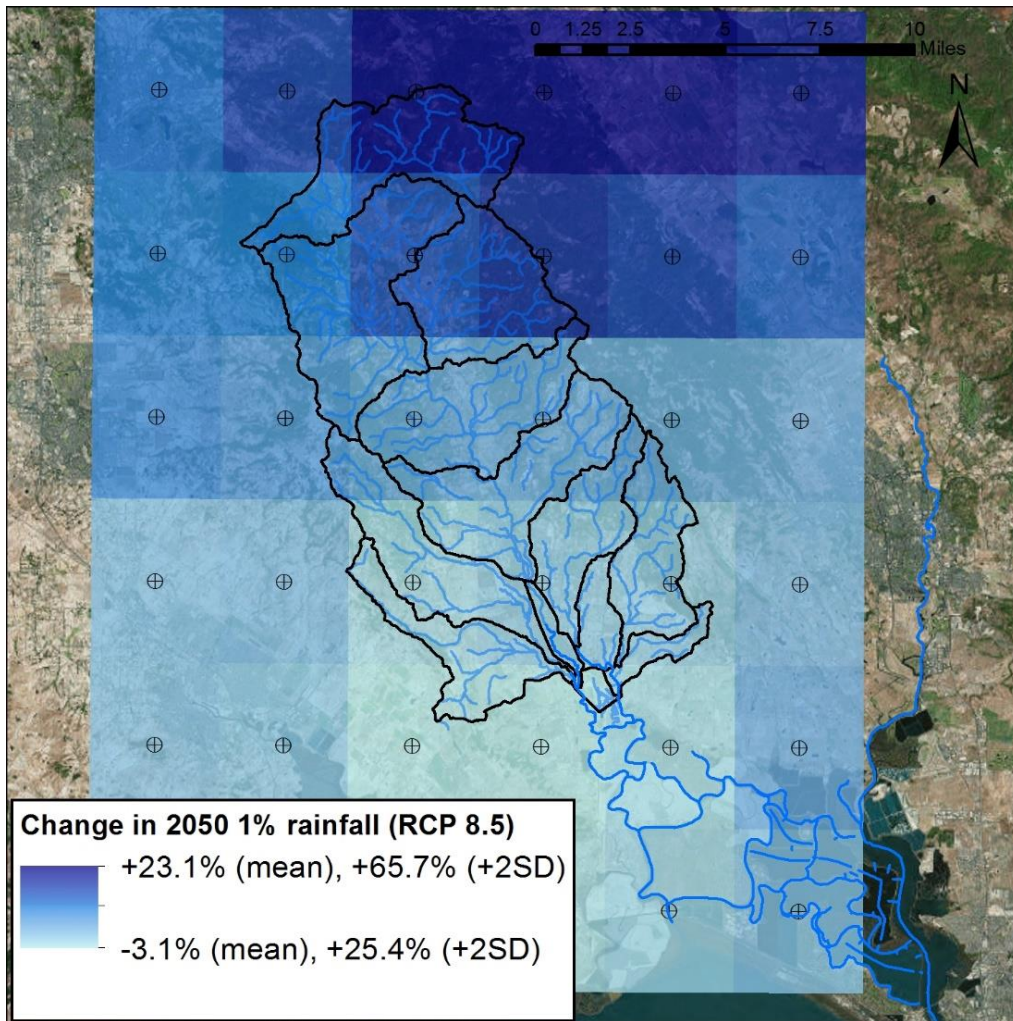 0 1.25 2.5 5 7.5 10
Miles
N
Change in 2050 1% rainfall (RCP 8.5)
+23.1% (mean), +65.7% (+2SD)
-3.1% (mean), +25.4% (+2SD)